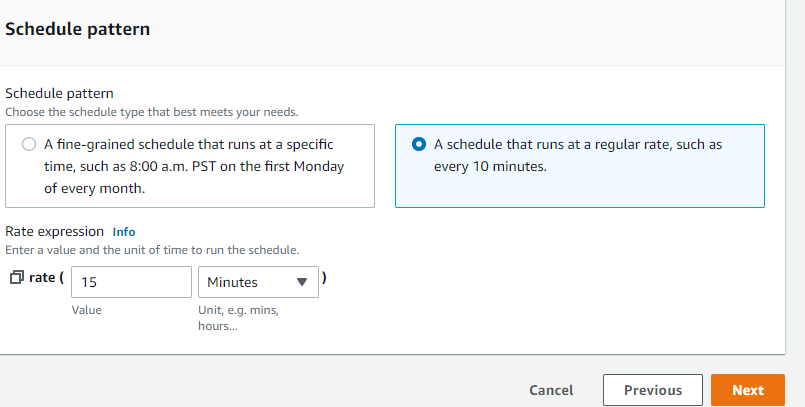 Schedule pattern
Schedule pattern
Choose the schedule type that best meets your needs.
A fine-grained schedule that runs at a specific
time, such as 8:00 a.m. PST on the first Monday
of every month.
A schedule that runs at a regular rate, such as
every 10 minutes.
Rate expression Info
Enter a value and the unit of time to run the schedule.
rate ( 15 Minutes )
Value
Unit, e.g. mins,
hours...
Cancel Previous Next